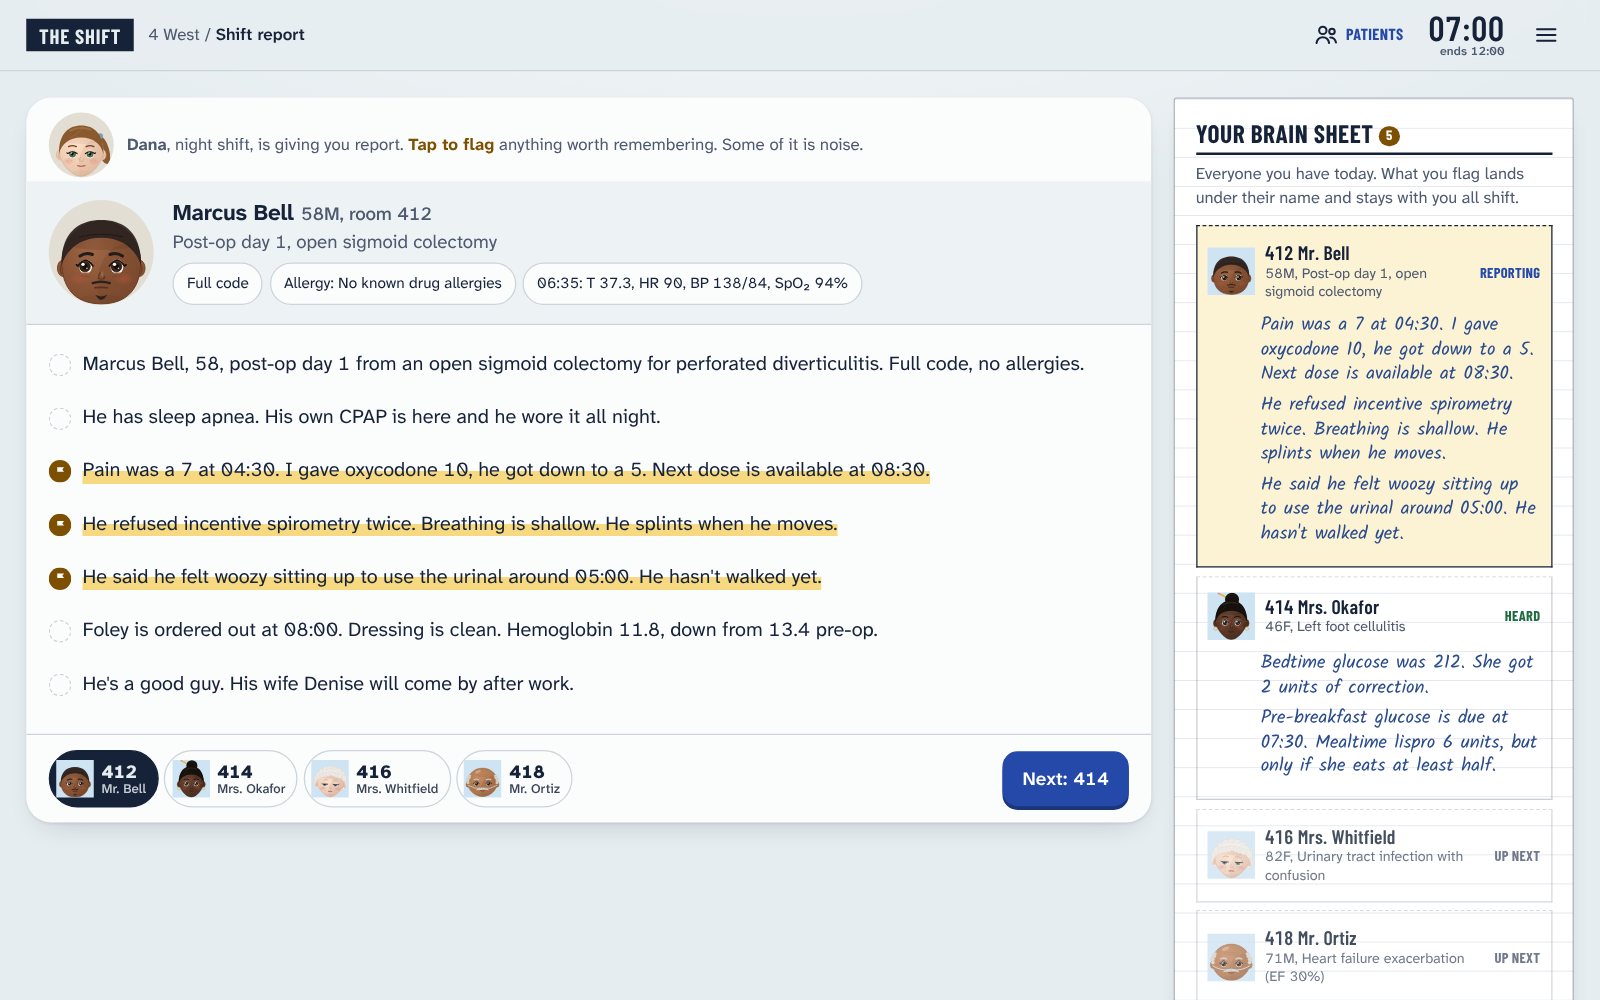 THE SHIFT
4 West / Shift report
PATIENTS
07:00
ends 12:00
Dana, night shift, is giving you report. Tap to flag anything worth remembering. Some of it is noise.
Marcus Bell 58M, room 412
Post-op day 1, open sigmoid colectomy
Full code
Allergy: No known drug allergies
06:35: T 37.3, HR 90, BP 138/84, SpO₂ 94%
Marcus Bell, 58, post-op day 1 from an open sigmoid colectomy for perforated diverticulitis. Full code, no allergies.
He has sleep apnea. His own CPAP is here and he wore it all night.
Pain was a 7 at 04:30. I gave oxycodone 10, he got down to a 5. Next dose is available at 08:30.
He refused incentive spirometry twice. Breathing is shallow. He splints when he moves.
He said he felt woozy sitting up to use the urinal around 05:00. He hasn't walked yet.
Foley is ordered out at 08:00. Dressing is clean. Hemoglobin 11.8, down from 13.4 pre-op.
He's a good guy. His wife Denise will come by after work.
412
Mr. Bell
414
Mrs. Okafor
416
Mrs. Whitfield
418
Mr. Ortiz
Next: 414
YOUR BRAIN SHEET 5
Everyone you have today. What you flag lands
under their name and stays with you all shift.
412 Mr. Bell
58M, Post-op day 1, open
sigmoid colectomy
REPORTING
Pain was a 7 at 04:30. I gave
oxycodone 10, he got down to a 5.
Next dose is available at 08:30.
He refused incentive spirometry
twice. Breathing is shallow. He
splints when he moves.
He said he felt woozy sitting up
to use the urinal around 05:00. He
hasn't walked yet.
414 Mrs. Okafor
46F, Left foot cellulitis
HEARD
Bedtime glucose was 212. She got
2 units of correction.
Pre-breakfast glucose is due at
07:30. Mealtime lispro 6 units, but
only if she eats at least half.
416 Mrs. Whitfield
82F, Urinary tract infection with
confusion
UP NEXT
418 Mr. Ortiz
71M, Heart failure exacerbation
(EF 30%)
UP NEXT